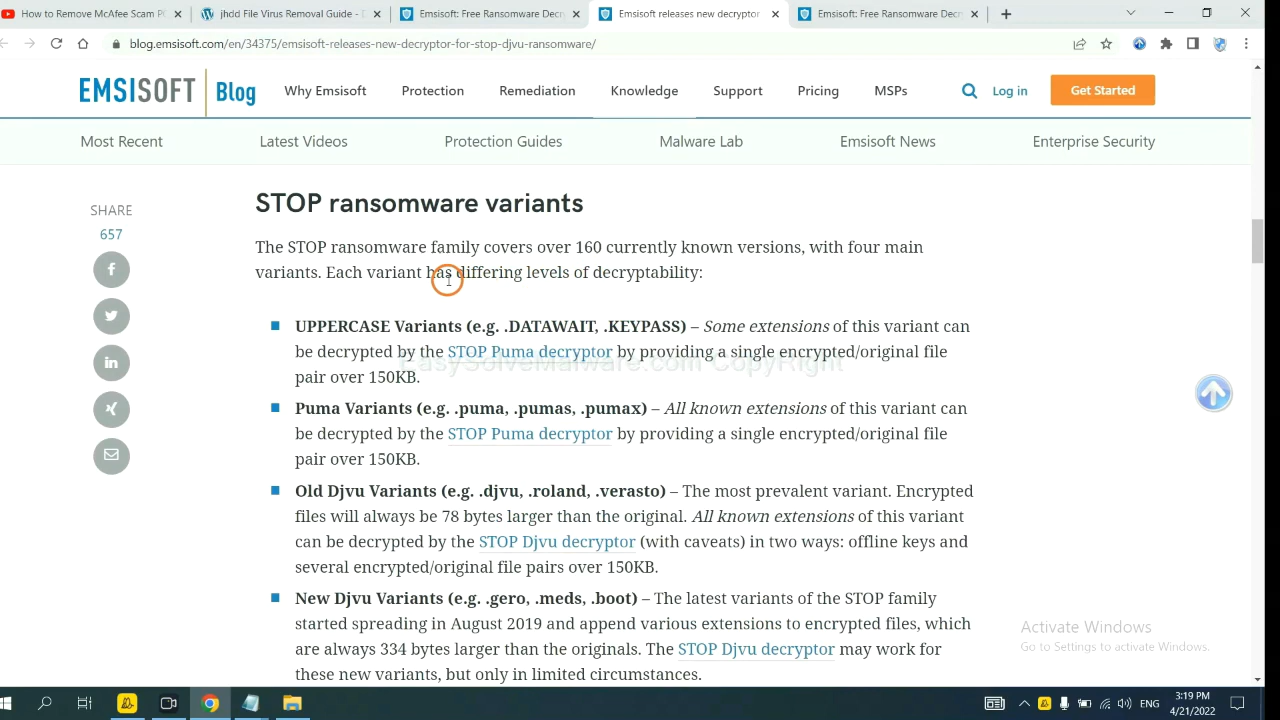 How to Remove McAfee Scam P
jhdd File Virus Removal Guide - D
Emsisoft: Free Ransomware Decr
Emsisoft releases new decryptor
Emsisoft: Free Ransomware Decr
blog.emsisoft.com/en/34375/emsisoft-releases-new-decryptor-for-stop-djvu-ransomware/
EMSISOFT Blog
Why Emsisoft
Protection
Remediation
Knowledge
Support
Pricing
MSPs
Log in
Get Started
Most Recent
Latest Videos
Protection Guides
Malware Lab
Emsisoft News
Enterprise Security
SHARE
657
STOP ransomware variants
The STOP ransomware family covers over 160 currently known versions, with four main
variants. Each variant has differing levels of decryptability:
UPPERCASE Variants (e.g. .DATAWAIT, .KEYPASS) – Some extensions of this variant can
be decrypted by the STOP Puma decryptor by providing a single encrypted/original file
pair over 150KB.
EasySolveMalware.com CopyRight
Puma Variants (e.g. .puma, .pumas, .pumax) – All known extensions of this variant can
be decrypted by the STOP Puma decryptor by providing a single encrypted/original file
pair over 150KB.
Old Djvu Variants (e.g. .djvu, .roland, .verasto) – The most prevalent variant. Encrypted
files will always be 78 bytes larger than the original. All known extensions of this variant
can be decrypted by the STOP Djvu decryptor (with caveats) in two ways: offline keys and
several encrypted/original file pairs over 150KB.
New Djvu Variants (e.g. .gero, .meds, .boot) – The latest variants of the STOP family
started spreading in August 2019 and append various extensions to encrypted files, which
are always 334 bytes larger than the originals. The STOP Djvu decryptor may work for
these new variants, but only in limited circumstances.
Activate Windows
Go to Settings to activate Windows.
ENG
3:19 PM
4/21/2022